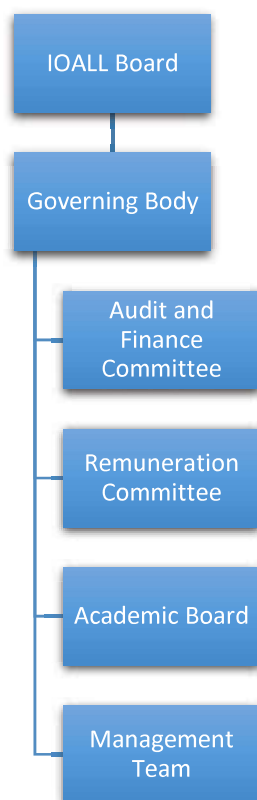 IOALL Board
Governing Body
Audit and
Finance
Committee
Remuneration
Committee
Academic Board
Management
Team